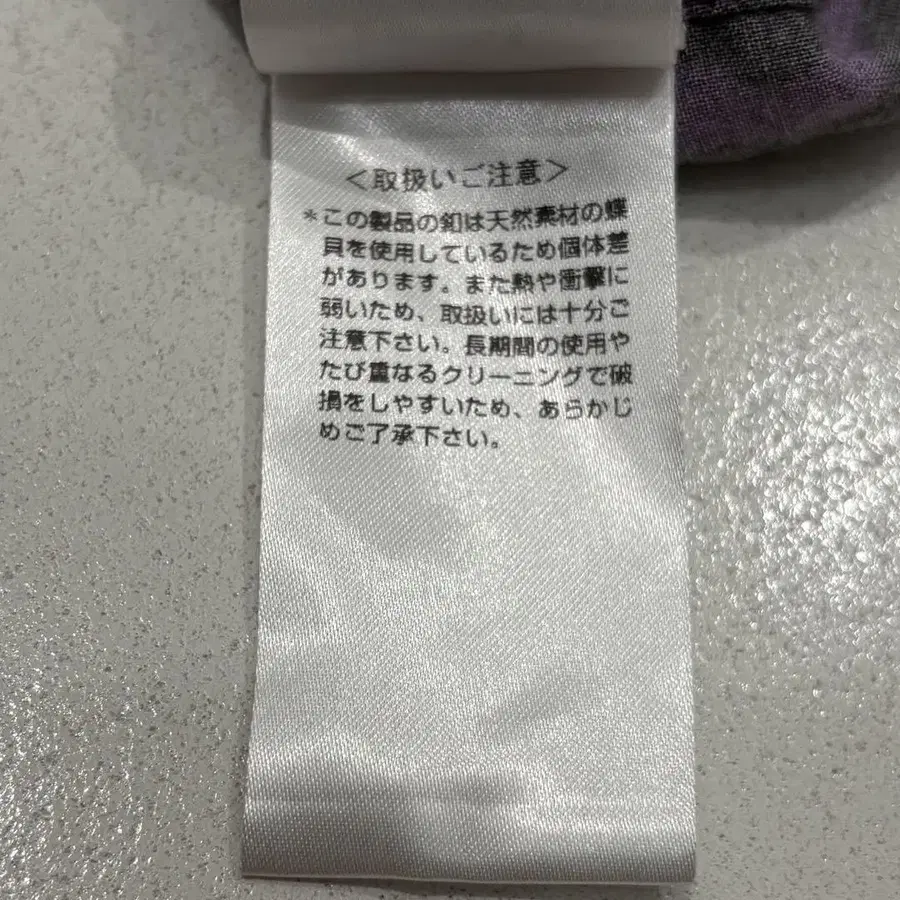 ＜取扱いご注意＞
＊この製品の釦は天然素材の蝶
貝を使用しているため個体差
があります。また熱や衝撃に
弱いため、取扱いには十分ご
注意下さい。長期間の使用や
たび重なるクリーニングで破
損をしやすいため、あらかじ
めご了承下さい。